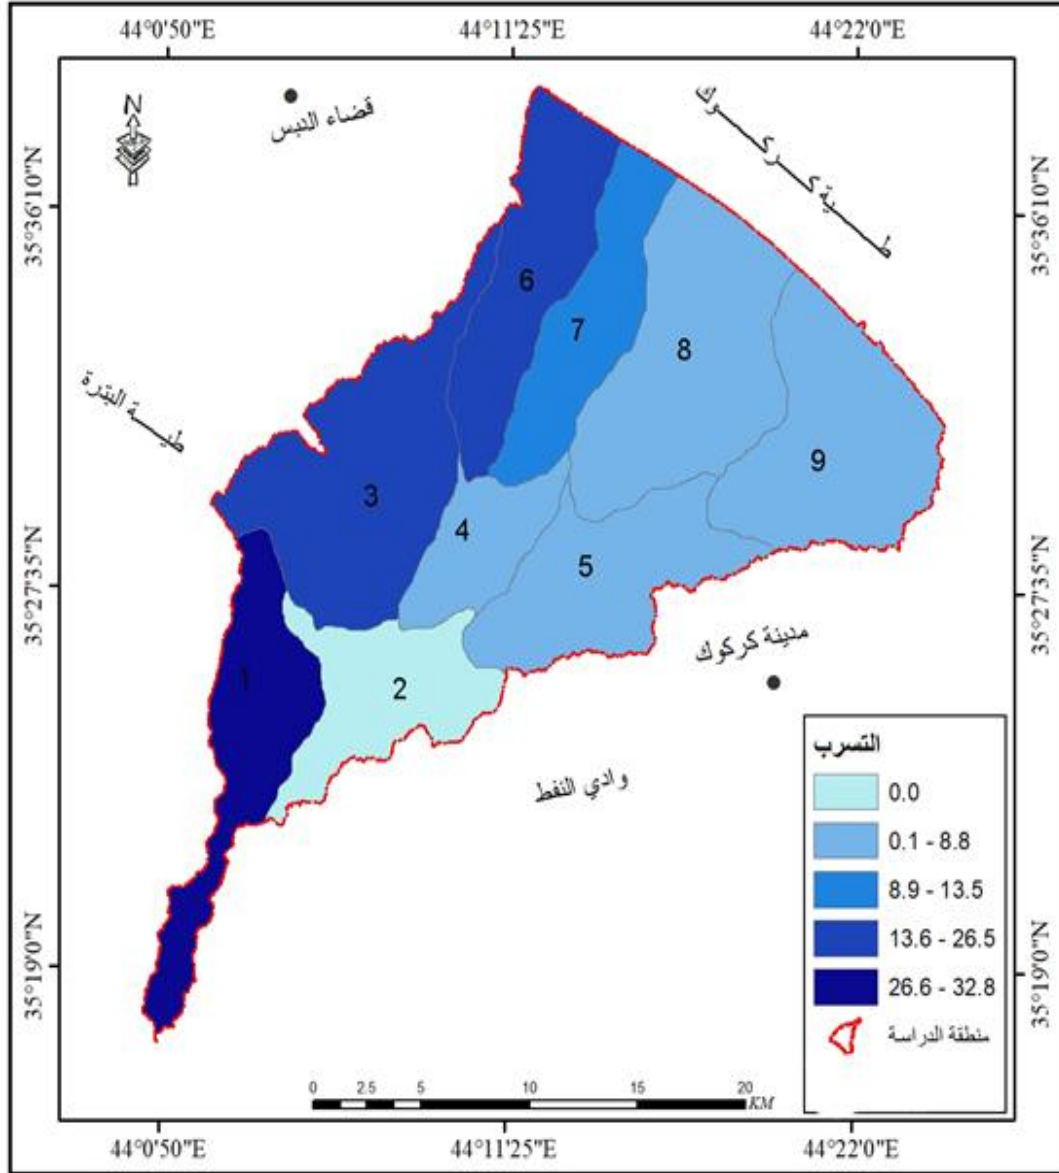 44°0'50"E 44°11'25"E 44°22'0"E
N
قضاء الدبس
طية كركوك
35°36'10"N 35°36'10"N
6
7
8
طية البتيرة
9
3
4
5
35°27'35"N 35°27'35"N
مدينة كركوك
1
2
وادي النفط
التسرب
0.0
0.1 - 8.8
8.9 - 13.5
13.6 - 26.5
26.6 - 32.8
منطقة الدراسة
35°19'0"N 35°19'0"N
0 2.5 5 10 15 20
KM
44°0'50"E 44°11'25"E 44°22'0"E